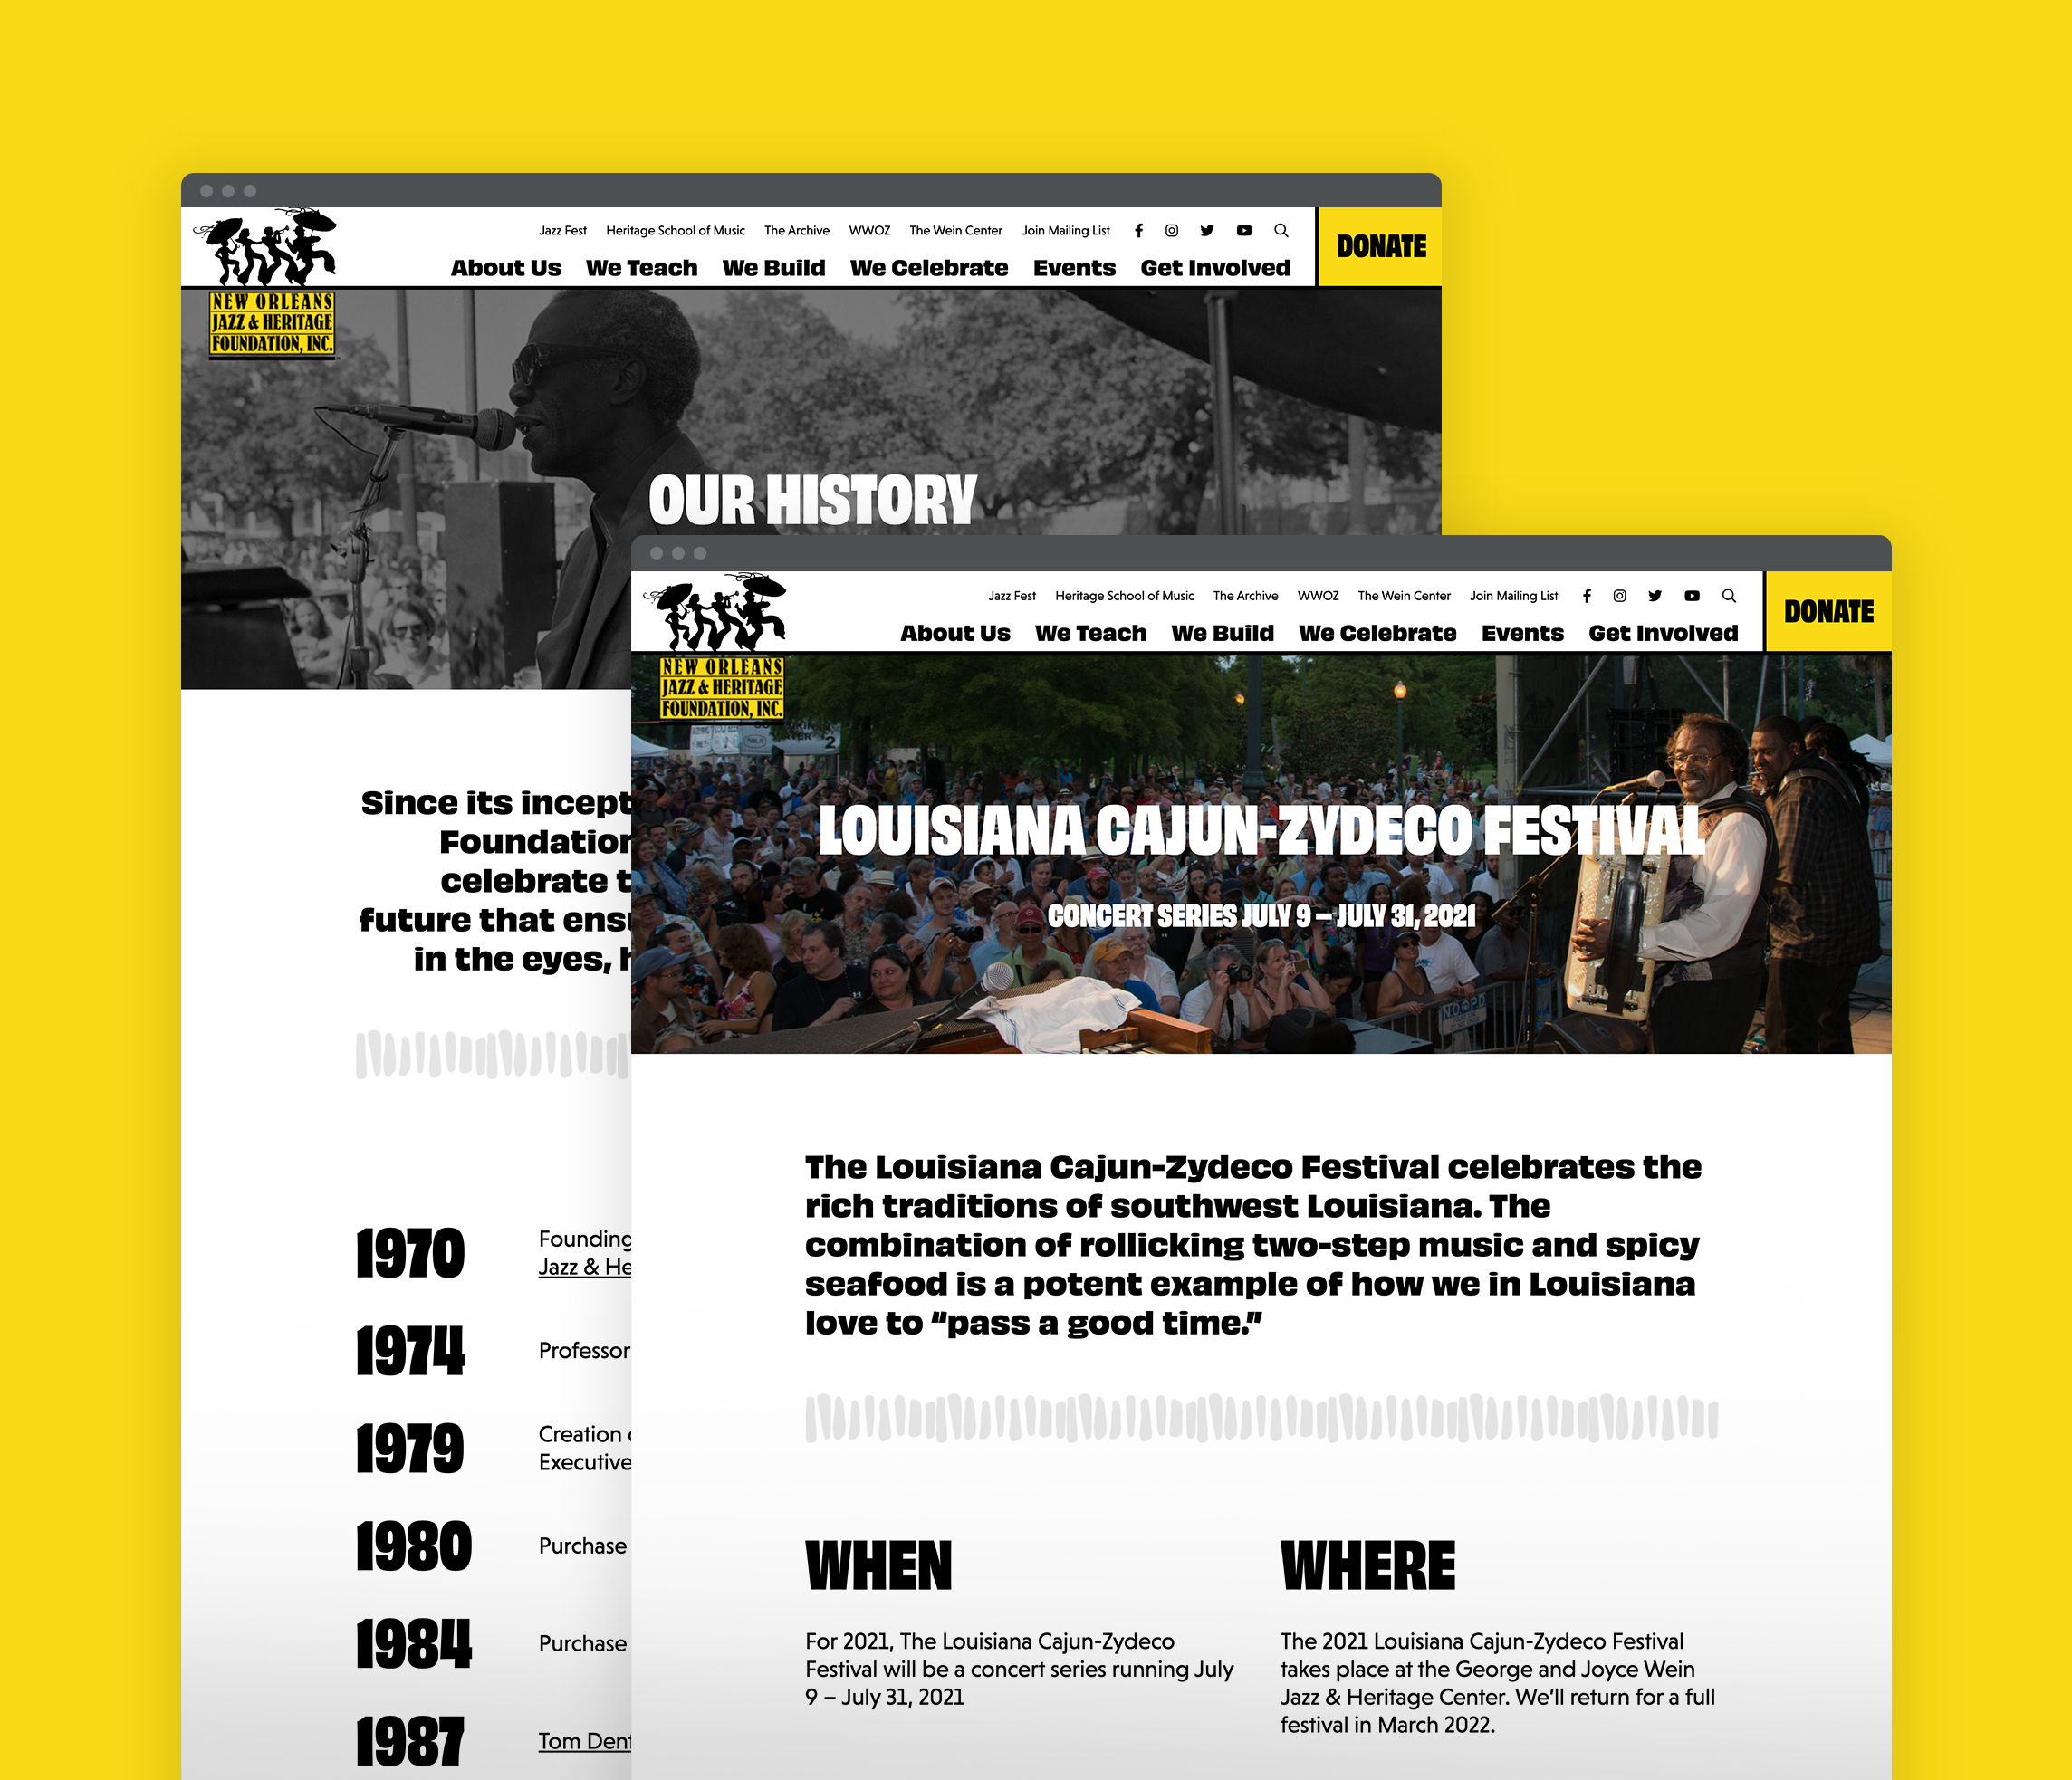 Jazz Fest Heritage School of Music The Archive WWOZ The Wein Center Join Mailing List
DONATE
About Us We Teach We Build We Celebrate Events Get Involved
NEW ORLEANS
JAZZ & HERITAGE
FOUNDATION, INC.
OUR HISTORY
Since its
Foundation
celebrate
future that
in the eyes,
1970
Founding
Jazz &
1974
Professor
1979
Creation
Executive
1980
Purchase
1984
Purchase
1987
Tom
Jazz Fest Heritage School of Music The Archive WWOZ The Wein Center Join Mailing List
DONATE
About Us We Teach We Build We Celebrate Events Get Involved
NEW ORLEANS
JAZZ & HERITAGE
FOUNDATION, INC.
2
LOUISIANA CAJUN-ZYDECO FESTIVAL
CONCERT SERIES JULY 9 – JULY 31, 2021
NOPD
The Louisiana Cajun-Zydeco Festival celebrates the
rich traditions of southwest Louisiana. The
combination of rollicking two-step music and spicy
seafood is a potent example of how we in Louisiana
love to “pass a good time.”
WHEN
For 2021, The Louisiana Cajun-Zydeco
Festival will be a concert series running July
9 – July 31, 2021
WHERE
The 2021 Louisiana Cajun-Zydeco Festival
takes place at the George and Joyce Wein
Jazz & Heritage Center. We’ll return for a full
festival in March 2022.